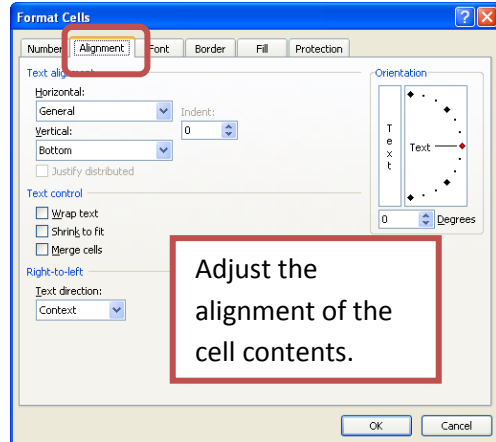 Format Cells
Number Alignment Font Border Fill Protection
Text alignment
Horizontal:
General
Indent:
0
Vertical:
Bottom
Justify distributed
Text control
Wrap text
Shrink to fit
Merge cells
Right-to-left
Text direction:
Context
Orientation
Text
Text
0 Degrees
Adjust the
alignment of the
cell contents.
OK Cancel